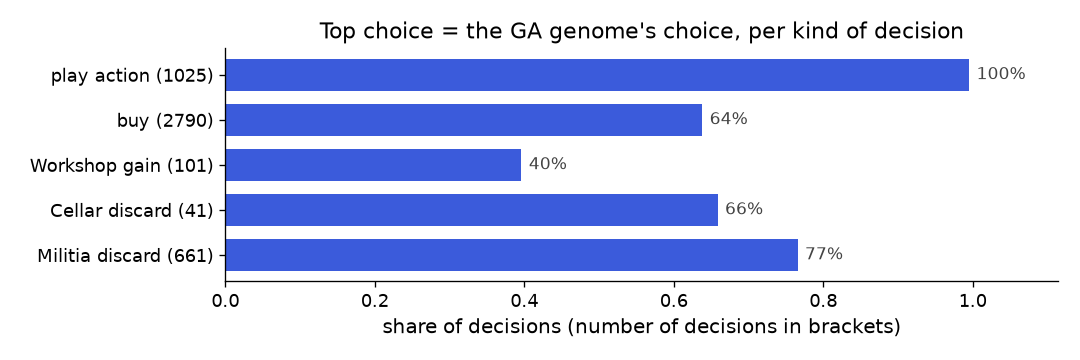 Top choice = the GA genome's choice, per kind of decision
play action (1025) 100%
buy (2790) 64%
Workshop gain (101) 40%
Cellar discard (41) 66%
Militia discard (661) 77%
0.0 0.2 0.4 0.6 0.8 1.0
share of decisions (number of decisions in brackets)